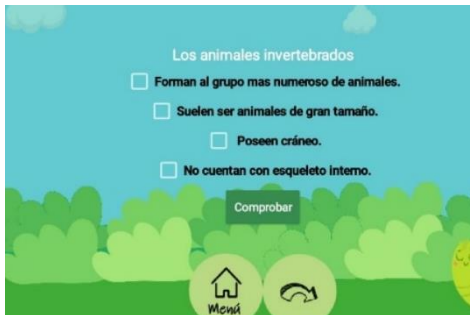 Los animales invertebrados
Forman al grupo mas numeroso de animales.
Suelen ser animales de gran tamaño.
Poseen cráneo.
No cuentan con esqueleto interno.
Comprobar
Menú